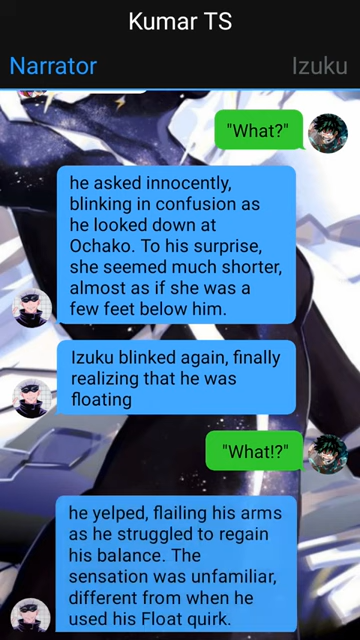 Kumar TS
Narrator
Izuku
"What?"
he asked innocently,
blinking in confusion as
he looked down at
Ochako. To his surprise,
she seemed much shorter,
almost as if she was a
few feet below him.
Izuku blinked again, finally
realizing that he was
floating
"What!?"
he yelped, flailing his arms
as he struggled to regain
his balance. The
sensation was unfamiliar,
different from when he
used his Float quirk.